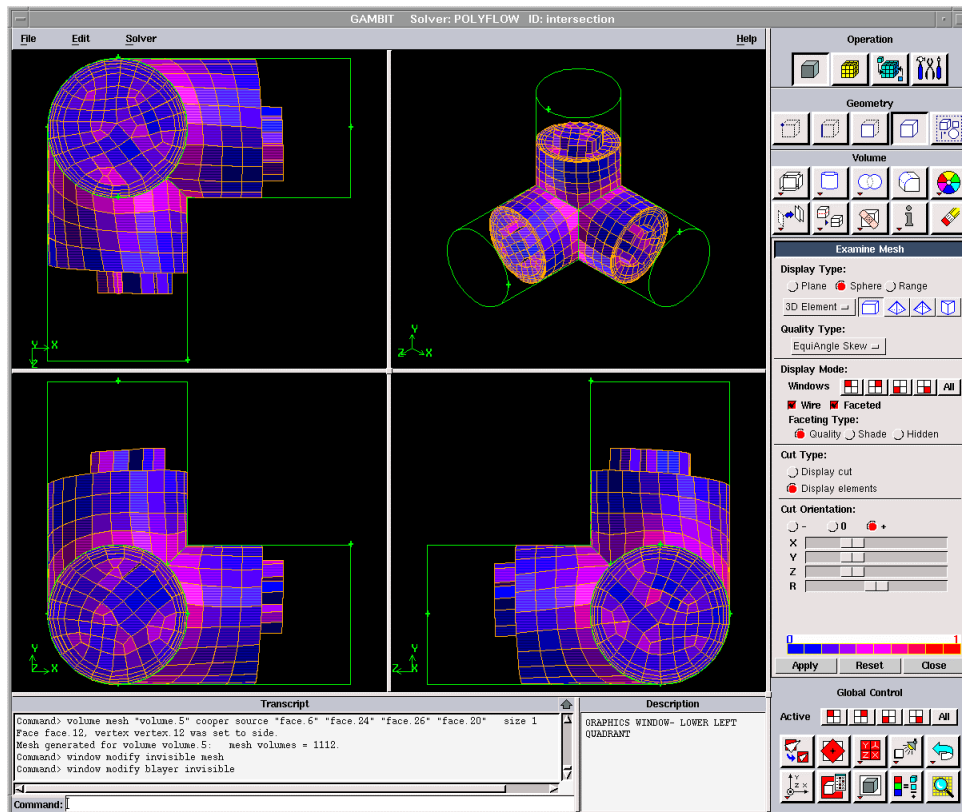 GAMBIT Solver: POLYFLOW ID: intersection
File Edit Solver Help
Operation
Geometry
Volume
Examine Mesh
Display Type:
Plane Sphere Range
3D Element
Quality Type:
EquiAngle Skew
Display Mode:
Windows All
Wire Faceted
Faceting Type:
Quality Shade Hidden
Cut Type:
Display cut
Display elements
Cut Orientation:
- 0 +
X
Y
Z
R
0 1
Apply Reset Close
Global Control
Active All
Y X
Z
Y
Z X
Y
Z X
Y
X Z
Transcript
Command> volume mesh "volume.5" cooper source "face.6" "face.24" "face.26" "face.20" size 1
Face face.12, vertex vertex.12 was set to side.
Mesh generated for volume volume.5: mesh volumes = 1112.
Command> window modify invisible mesh
Command> window modify blayer invisible
Command:
Description
GRAPHICS WINDOW- LOWER LEFT
QUADRANT